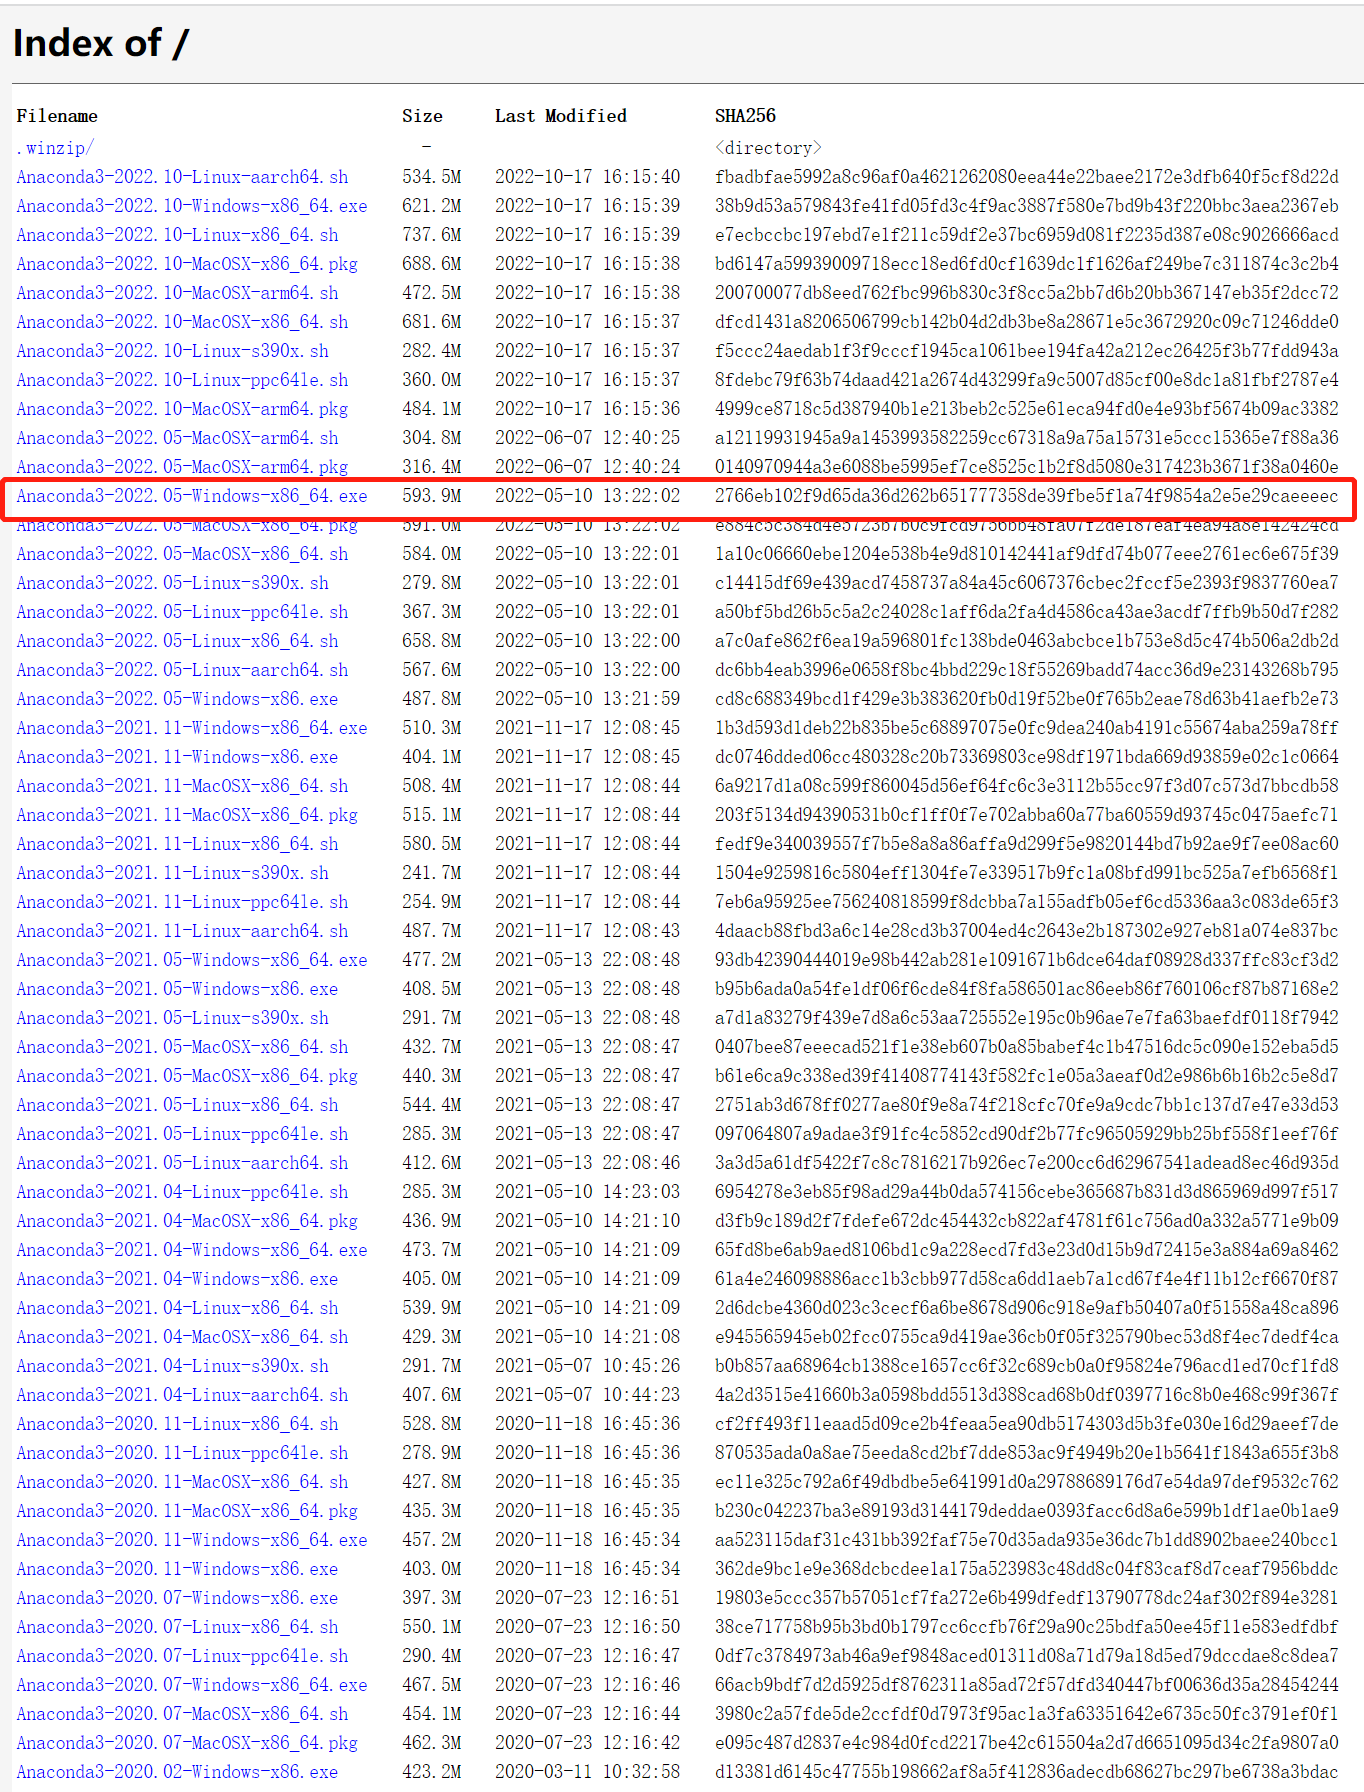 Index of /
Filename Size Last Modified SHA256
.winzip/ - <directory>
Anaconda3-2022.10-Linux-aarch64.sh 534.5M 2022-10-17 16:15:40 fbadbfae5992a8c96af0a4621262080eea44e22baee2172e3dfb640f5cf8d22d
Anaconda3-2022.10-Windows-x86_64.exe 621.2M 2022-10-17 16:15:39 38b9d53a579843fe41fd05fd3c4f9ac3887f580e7bd9b43f220bbc3aea2367eb
Anaconda3-2022.10-Linux-x86_64.sh 737.6M 2022-10-17 16:15:39 e7ecbccbc197ebd7e1f211c59df2e37bc6959d081f2235d387e08c9026666acd
Anaconda3-2022.10-MacOSX-x86_64.pkg 688.6M 2022-10-17 16:15:38 bd6147a59939009718ecc18ed6fd0cf1639dc1f1626af249be7c311874c3c2b4
Anaconda3-2022.10-MacOSX-arm64.sh 472.5M 2022-10-17 16:15:38 200700077db8eed762fbc996b830c3f8cc5a2bb7d6b20bb367147eb35f2dcc72
Anaconda3-2022.10-MacOSX-x86_64.sh 681.6M 2022-10-17 16:15:37 dfcd1431a8206506799cb142b04d2db3be8a28671e5c3672920c09c71246dde0
Anaconda3-2022.10-Linux-s390x.sh 282.4M 2022-10-17 16:15:37 f5ccc24aedab1f3f9cccf1945ca1061bee194fa42a212ec26425f3b77fdd943a
Anaconda3-2022.10-Linux-ppc64le.sh 360.0M 2022-10-17 16:15:37 8fdebc79f63b74daad421a2674d43299fa9c5007d85cf00e8dc1a81fbf2787e4
Anaconda3-2022.10-MacOSX-arm64.pkg 484.1M 2022-10-17 16:15:36 4999ce8718c5d387940b1e213beb2c525e61eca94fd0e4e93bf5674b09ac3382
Anaconda3-2022.05-MacOSX-arm64.sh 304.8M 2022-06-07 12:40:25 a12119931945a9a1453993582259cc67318a9a75a15731e5ccc15365e7f88a36
Anaconda3-2022.05-MacOSX-arm64.pkg 316.4M 2022-06-07 12:40:24 0140970944a3e6088be5995ef7ce8525c1b2f8d5080e317423b3671f38a0460e
Anaconda3-2022.05-Windows-x86_64.exe 593.9M 2022-05-10 13:22:02 2766eb102f9d65da36d262b651777358de39fbe5f1a74f9854a2e5e29caeeeec
Anaconda3-2022.05-MacOSX-x86_64.pkg 591.0M 2022-05-10 13:22:02 e884c5c384d4e5723b7b0c9fcd9756bb48fa07f2de187eaf4ea94a8e142424cd
Anaconda3-2022.05-MacOSX-x86_64.sh 584.0M 2022-05-10 13:22:01 1a10c06660ebe1204e538b4e9d810142441af9dfd74b077eee2761ec6e675f39
Anaconda3-2022.05-Linux-s390x.sh 279.8M 2022-05-10 13:22:01 c14415df69e439acd7458737a84a45c6067376cbec2fccf5e2393f9837760ea7
Anaconda3-2022.05-Linux-ppc64le.sh 367.3M 2022-05-10 13:22:01 a50bf5bd26b5c5a2c24028c1aff6da2fa4d4586ca43ae3acdf7ffb9b50d7f282
Anaconda3-2022.05-Linux-x86_64.sh 658.8M 2022-05-10 13:22:00 a7c0afe862f6ea19a596801fc138bde0463abcbce1b753e8d5c474b506a2db2d
Anaconda3-2022.05-Linux-aarch64.sh 567.6M 2022-05-10 13:22:00 dc6bb4eab3996e0658f8bc4bbd229c18f55269badd74acc36d9e23143268b795
Anaconda3-2022.05-Windows-x86.exe 487.8M 2022-05-10 13:21:59 cd8c688349bcd1f429e3b383620fb0d19f52be0f765b2eae78d63b41aefb2e73
Anaconda3-2021.11-Windows-x86_64.exe 510.3M 2021-11-17 12:08:45 1b3d593d1deb22b835be5c68897075e0fc9dea240ab4191c55674aba259a78ff
Anaconda3-2021.11-Windows-x86.exe 404.1M 2021-11-17 12:08:45 dc0746dded06cc480328c20b73369803ce98df1971bda669d93859e02c1c0664
Anaconda3-2021.11-MacOSX-x86_64.sh 508.4M 2021-11-17 12:08:44 6a9217d1a08c599f860045d56ef64fc6c3e3112b55cc97f3d07c573d7bbcdb58
Anaconda3-2021.11-MacOSX-x86_64.pkg 515.1M 2021-11-17 12:08:44 203f5134d94390531b0cf1ff0f7e702abba60a77ba60559d93745c0475aefc71
Anaconda3-2021.11-Linux-x86_64.sh 580.5M 2021-11-17 12:08:44 fedf9e340039557f7b5e8a8a86affa9d299f5e9820144bd7b92ae9f7ee08ac60
Anaconda3-2021.11-Linux-s390x.sh 241.7M 2021-11-17 12:08:44 1504e9259816c5804eff1304fe7e339517b9fc1a08bfd991bc525a7efb6568f1
Anaconda3-2021.11-Linux-ppc64le.sh 254.9M 2021-11-17 12:08:44 7eb6a95925ee756240818599f8dcbba7a155adfb05ef6cd5336aa3c083de65f3
Anaconda3-2021.11-Linux-aarch64.sh 487.7M 2021-11-17 12:08:43 4daacb88fbd3a6c14e28cd3b37004ed4c2643e2b187302e927eb81a074e837bc
Anaconda3-2021.05-Windows-x86_64.exe 477.2M 2021-05-13 22:08:48 93db42390444019e98b442ab281e1091671b6dce64daf08928d337ffc83cf3d2
Anaconda3-2021.05-Windows-x86.exe 408.5M 2021-05-13 22:08:48 b95b6ada0a54fe1df06f6cde84f8fa586501ac86eeb86f760106cf87b87168e2
Anaconda3-2021.05-Linux-s390x.sh 291.7M 2021-05-13 22:08:48 a7d1a83279f439e7d8a6c53aa725552e195c0b96ae7e7fa63baefdf0118f7942
Anaconda3-2021.05-MacOSX-x86_64.sh 432.7M 2021-05-13 22:08:47 0407bee87eeecad521f1e38eb607b0a85babef4c1b47516dc5c090e152eba5d5
Anaconda3-2021.05-MacOSX-x86_64.pkg 440.3M 2021-05-13 22:08:47 b61e6ca9c338ed39f41408774143f582fc1e05a3aeaf0d2e986b6b16b2c5e8d7
Anaconda3-2021.05-Linux-x86_64.sh 544.4M 2021-05-13 22:08:47 2751ab3d678ff0277ae80f9e8a74f218cfc70fe9a9cdc7bb1c137d7e47e33d53
Anaconda3-2021.05-Linux-ppc64le.sh 285.3M 2021-05-13 22:08:47 097064807a9adae3f91fc4c5852cd90df2b77fc96505929bb25bf558f1eef76f
Anaconda3-2021.05-Linux-aarch64.sh 412.6M 2021-05-13 22:08:46 3a3d5a61df5422f7c8c7816217b926ec7e200cc6d62967541adead8ec46d935d
Anaconda3-2021.04-Linux-ppc64le.sh 285.3M 2021-05-10 14:23:03 6954278e3eb85f98ad29a44b0da574156cebe365687b831d3d865969d997f517
Anaconda3-2021.04-MacOSX-x86_64.pkg 436.9M 2021-05-10 14:21:10 d3fb9c189d2f7fdefe672dc454432cb822af4781f61c756ad0a332a5771e9b09
Anaconda3-2021.04-Windows-x86_64.exe 473.7M 2021-05-10 14:21:09 65fd8be6ab9aed8106bd1c9a228ecd7fd3e23d0d15b9d72415e3a884a69a8462
Anaconda3-2021.04-Windows-x86.exe 405.0M 2021-05-10 14:21:09 61a4e246098886acc1b3cbb977d58ca6dd1aeb7a1cd67f4e4f11b12cf6670f87
Anaconda3-2021.04-Linux-x86_64.sh 539.9M 2021-05-10 14:21:09 2d6dcbe4360d023c3cecf6a6be8678d906c918e9afb50407a0f51558a48ca896
Anaconda3-2021.04-MacOSX-x86_64.sh 429.3M 2021-05-10 14:21:08 e945565945eb02fcc0755ca9d419ae36cb0f05f325790bec53d8f4ec7dedf4ca
Anaconda3-2021.04-Linux-s390x.sh 291.7M 2021-05-07 10:45:26 b0b857aa68964cb1388ce1657cc6f32c689cb0a0f95824e796acd1ed70cf1fd8
Anaconda3-2021.04-Linux-aarch64.sh 407.6M 2021-05-07 10:44:23 4a2d3515e41660b3a0598bdd5513d388cad68b0df0397716c8b0e468c99f367f
Anaconda3-2020.11-Linux-x86_64.sh 528.8M 2020-11-18 16:45:36 cf2ff493f11eaad5d09ce2b4feaa5ea90db5174303d5b3fe030e16d29aeef7de
Anaconda3-2020.11-Linux-ppc64le.sh 278.9M 2020-11-18 16:45:36 870535ada0a8ae75eeda8cd2bf7dde853ac9f4949b20e1b5641f1843a655f3b8
Anaconda3-2020.11-MacOSX-x86_64.sh 427.8M 2020-11-18 16:45:35 ec11e325c792a6f49dbdbe5e641991d0a29788689176d7e54da97def9532c762
Anaconda3-2020.11-MacOSX-x86_64.pkg 435.3M 2020-11-18 16:45:35 b230c042237ba3e89193d3144179deddae0393facc6d8a6e599b1df1ae0b1ae9
Anaconda3-2020.11-Windows-x86_64.exe 457.2M 2020-11-18 16:45:34 aa523115daf31c431bb392faf75e70d35ada935e36dc7b1dd8902baee240bcc1
Anaconda3-2020.11-Windows-x86.exe 403.0M 2020-11-18 16:45:34 362de9bc1e9e368dcbcdee1a175a523983c48dd8c04f83caf8d7ceaf7956bddc
Anaconda3-2020.07-Windows-x86.exe 397.3M 2020-07-23 12:16:51 19803e5ccc357b57051cf7fa272e6b499dfedf13790778dc24af302f894e3281
Anaconda3-2020.07-Linux-x86_64.sh 550.1M 2020-07-23 12:16:50 38ce717758b95b3bd0b1797cc6ccfb76f29a90c25bdfa50ee45f11e583edfdbf
Anaconda3-2020.07-Linux-ppc64le.sh 290.4M 2020-07-23 12:16:47 0df7c3784973ab46a9ef9848aced01311d08a71d79a18d5ed79dccdae8c8dea7
Anaconda3-2020.07-Windows-x86_64.exe 467.5M 2020-07-23 12:16:46 66acb9bdf7d2d5925df8762311a85ad72f57dfd340447bf00636d35a28454244
Anaconda3-2020.07-MacOSX-x86_64.sh 454.1M 2020-07-23 12:16:44 3980c2a57fde5de2ccfdf0d7973f95ac1a3fa63351642e6735c50fc3791ef0f1
Anaconda3-2020.07-MacOSX-x86_64.pkg 462.3M 2020-07-23 12:16:42 e095c487d2837e4c984d0fcd2217be42c615504a2d7d6651095d34c2fa9807a0
Anaconda3-2020.02-Windows-x86.exe 423.2M 2020-03-11 10:32:58 d13381d6145c47755b198662af8a5f412836adecdb68627bc297be6738a3bdac